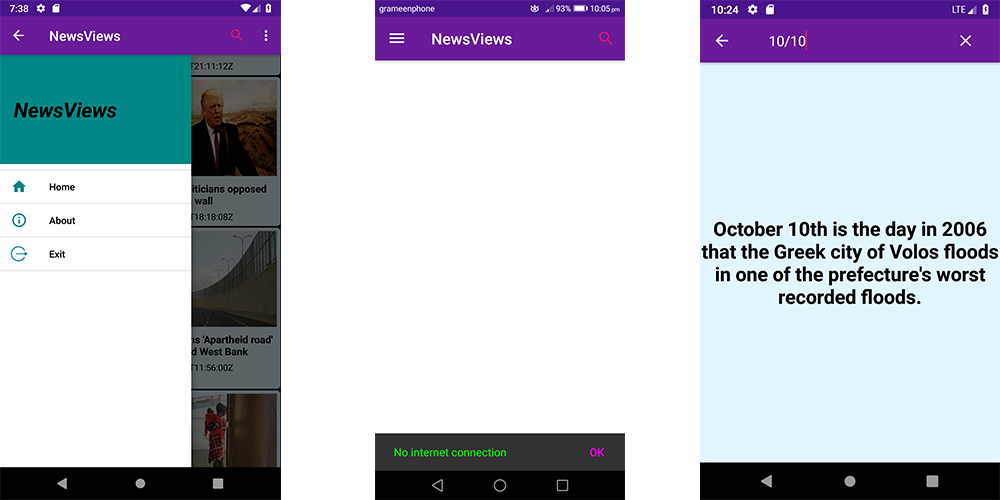 7:38
NewsViews
T21:11:12Z
NewsViews
iticians opposed
wall
T18:18:08Z
Home
About
Exit
ns 'Apartheid road'
d West Bank
T11:56:00Z
grameenphone
93%
10:05 pm
NewsViews
No internet connection
OK
10:24
LTE
10/10
October 10th is the day in 2006
that the Greek city of Volos floods
in one of the prefecture's worst
recorded floods.